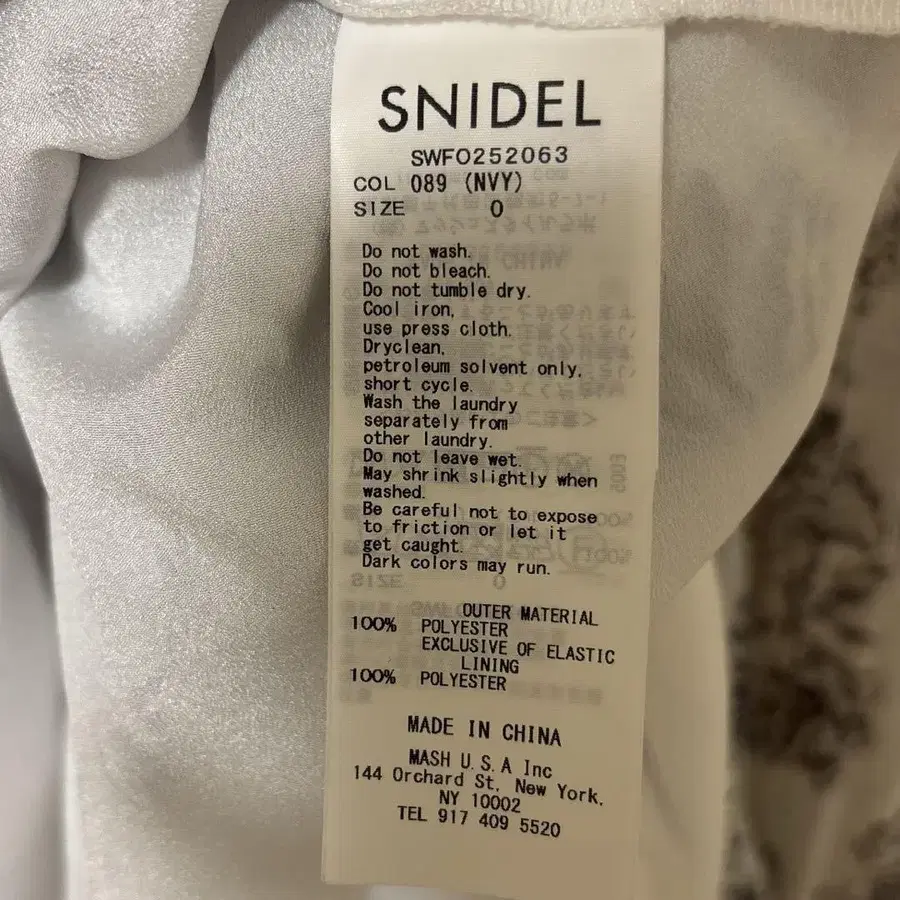 SNIDEL
SWFO252063
COL 089 (NVY)
SIZE 0
Do not wash.
Do not bleach.
Do not tumble dry.
Cool iron,
use press cloth.
Dryclean,
petroleum solvent only,
short cycle.
Wash the laundry
separately from
other laundry.
Do not leave wet.
May shrink slightly when
washed.
Be careful not to expose
to friction or let it
get caught.
Dark colors may run.
OUTER MATERIAL
100% POLYESTER
EXCLUSIVE OF ELASTIC
LINING
100% POLYESTER
MADE IN CHINA
MASH U.S.A Inc
144 Orchard St, New York,
NY 10002
TEL 917 409 5520